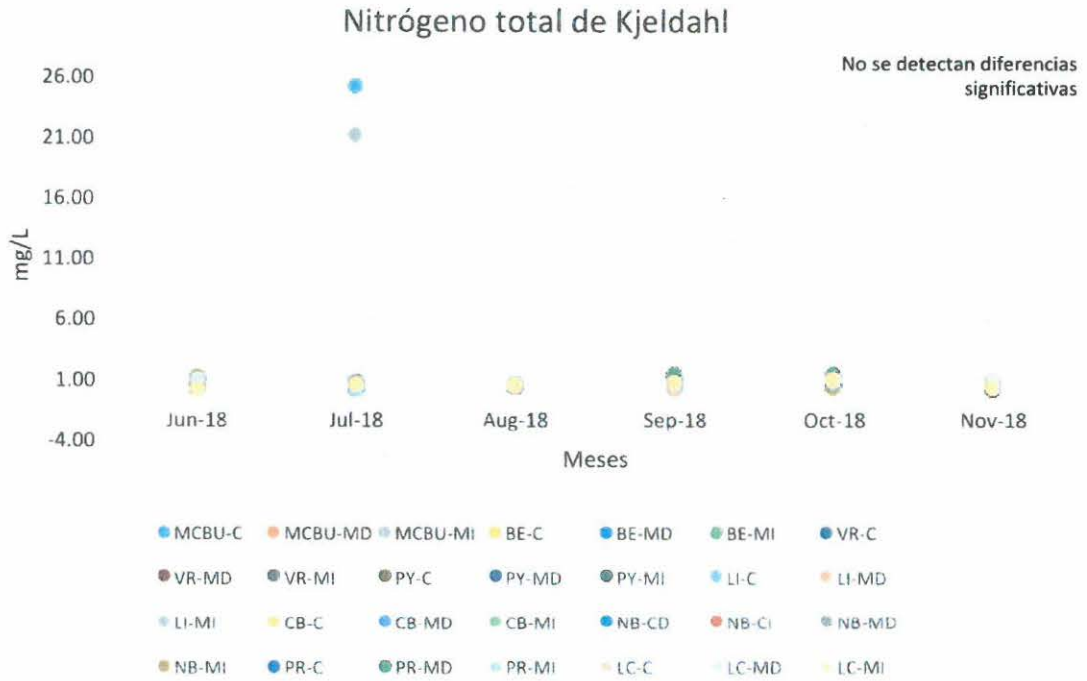 Nitrógeno total de Kjeldahl
No se detectan diferencias
significativas
26.00
21.00
16.00
11.00
6.00
1.00
-4.00
mg/L
Jun-18 Jul-18 Aug-18 Sep-18 Oct-18 Nov-18
Meses
MCBU-C MCBU-MD MCBU-MI BE-C BE-MD BE-MI VR-C
VR-MD VR-MI PY-C PY-MD PY-MI LI-C LI-MD
LI-MI CB-C CB-MD CB-MI NB-CD NB-CI NB-MD
NB-MI PR-C PR-MD PR-MI LC-C LC-MD LC-MI